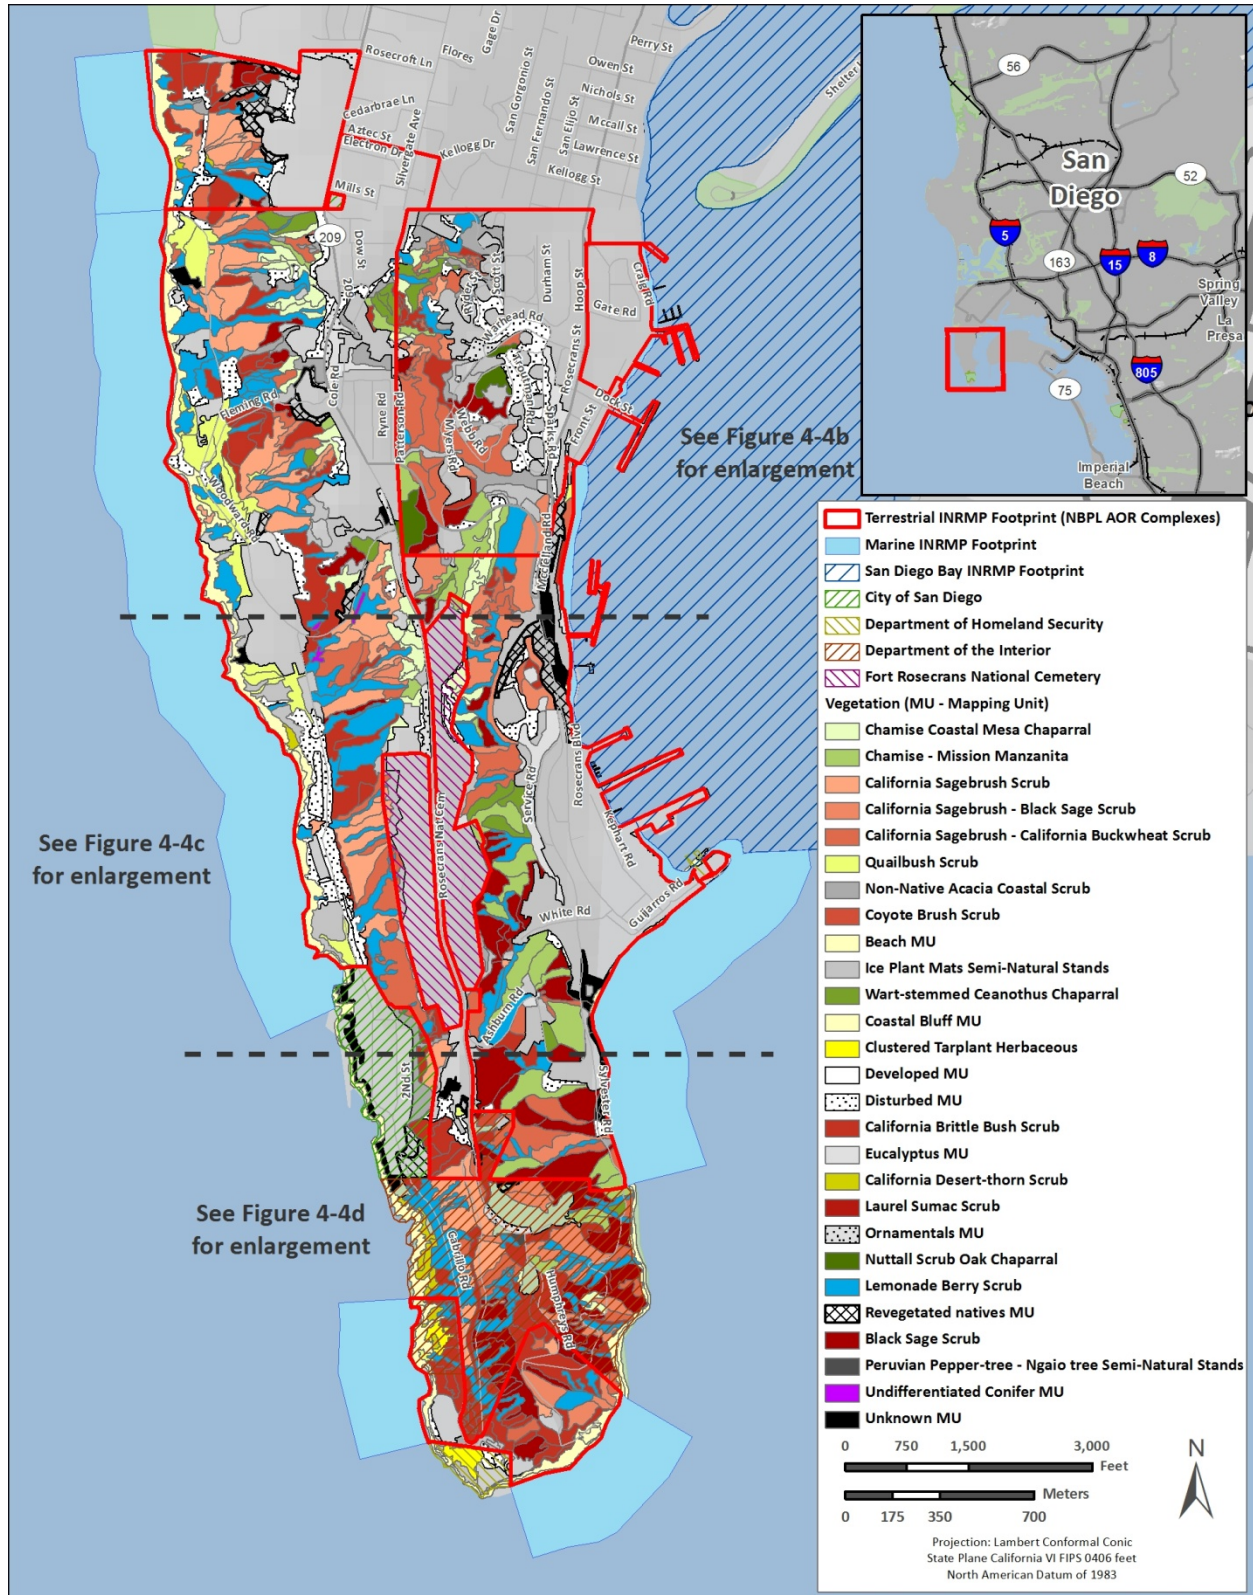 Rosecroft Ln
Flores
Gage Dr
Perry St
Owen St
Nichols St
Mccall St
Lawrence St
Kellogg St
San Gorgonio St
San Fernando St
San Elijo St
Kellogg Dr
Silvergate Ave
Cedarbrae Ln
Aztec St
Electron Dr
Mills St
209
Dow St
209
Cole Rd
Fleming Rd
Woodward Rd
Ryne Rd
Patterson Rd
Myers Rd
Webb Rd
Scott St
Warhead Rd
Durham St
Hoop St
Rosecrans St
Craig Rd
Gate Rd
Dock St
Front St
Sparks Rd
Mcclelland Rd
See Figure 4-4b
for enlargement
Rosecrans Blvd
Service Rd
Kephart Rd
Guijarros Rd
White Rd
Rosecrans Nat Cem
Ashburn Rd
Sylvester Rd
2Nd St
Cabrillo Rd
Humphreys Rd
See Figure 4-4c
for enlargement
See Figure 4-4d
for enlargement
56
San
Diego
52
5
163
15
8
Spring
Valley
La
Presa
805
75
Imperial
Beach
Terrestrial INRMP Footprint (NBPL AOR Complexes)
Marine INRMP Footprint
San Diego Bay INRMP Footprint
City of San Diego
Department of Homeland Security
Department of the Interior
Fort Rosecrans National Cemetery
Vegetation (MU - Mapping Unit)
Chamise Coastal Mesa Chaparral
Chamise - Mission Manzanita
California Sagebrush Scrub
California Sagebrush - Black Sage Scrub
California Sagebrush - California Buckwheat Scrub
Quailbush Scrub
Non-Native Acacia Coastal Scrub
Coyote Brush Scrub
Beach MU
Ice Plant Mats Semi-Natural Stands
Wart-stemmed Ceanothus Chaparral
Coastal Bluff MU
Clustered Tarplant Herbaceous
Developed MU
Disturbed MU
California Brittle Bush Scrub
Eucalyptus MU
California Desert-thorn Scrub
Laurel Sumac Scrub
Ornamentals MU
Nuttall Scrub Oak Chaparral
Lemonade Berry Scrub
Revegetated natives MU
Black Sage Scrub
Peruvian Pepper-tree - Ngaio tree Semi-Natural Stands
Undifferentiated Conifer MU
Unknown MU
0 750 1,500 3,000
Feet
Meters
0 175 350 700
N
Projection: Lambert Conformal Conic
State Plane California VI FIPS 0406 feet
North American Datum of 1983